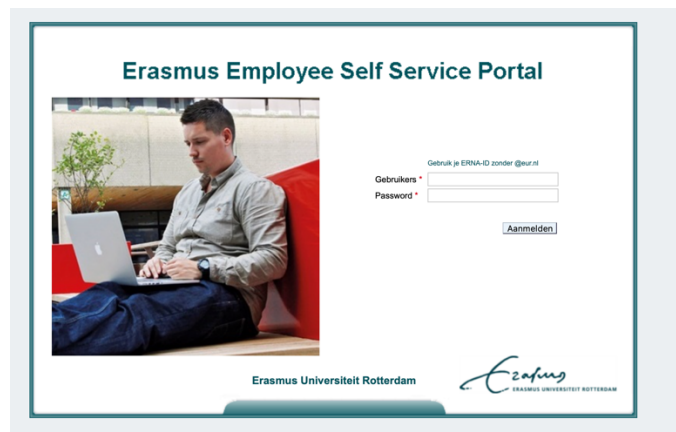 Erasmus Employee Self Service Portal
Gebruik je ERNA-ID zonder @eur.nl
Gebruikers *
Password *
Aanmelden
Erasmus Universiteit Rotterdam
Erasmus
ERASMUS UNIVERSITEIT ROTTERDAM